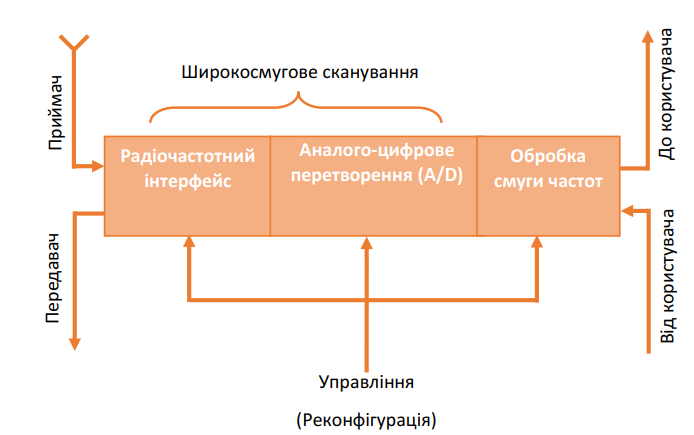 Широкосмугове сканування
Приймач
До користувача
Радіочастотний
інтерфейс
Аналого-цифрове
перетворення (A/D)
Обробка
смуги частот
Передавач
Від користувача
Управління
(Реконфігурація)